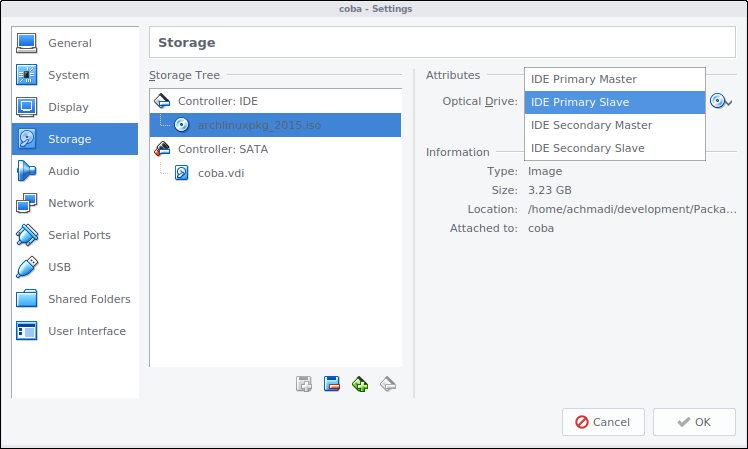 coba - Settings
General
System
Display
Storage
Audio
Network
Serial Ports
USB
Shared Folders
User Interface
Storage
Storage Tree
Controller: IDE
archlinuxpkg_2015.iso
Controller: SATA
coba.vdi
Attributes
Optical Drive:
IDE Primary Master
IDE Primary Slave
IDE Secondary Master
IDE Secondary Slave
Information
Type: Image
Size: 3.23 GB
Location: /home/achmadi/development/Packa...
Attached to: coba
Cancel
OK